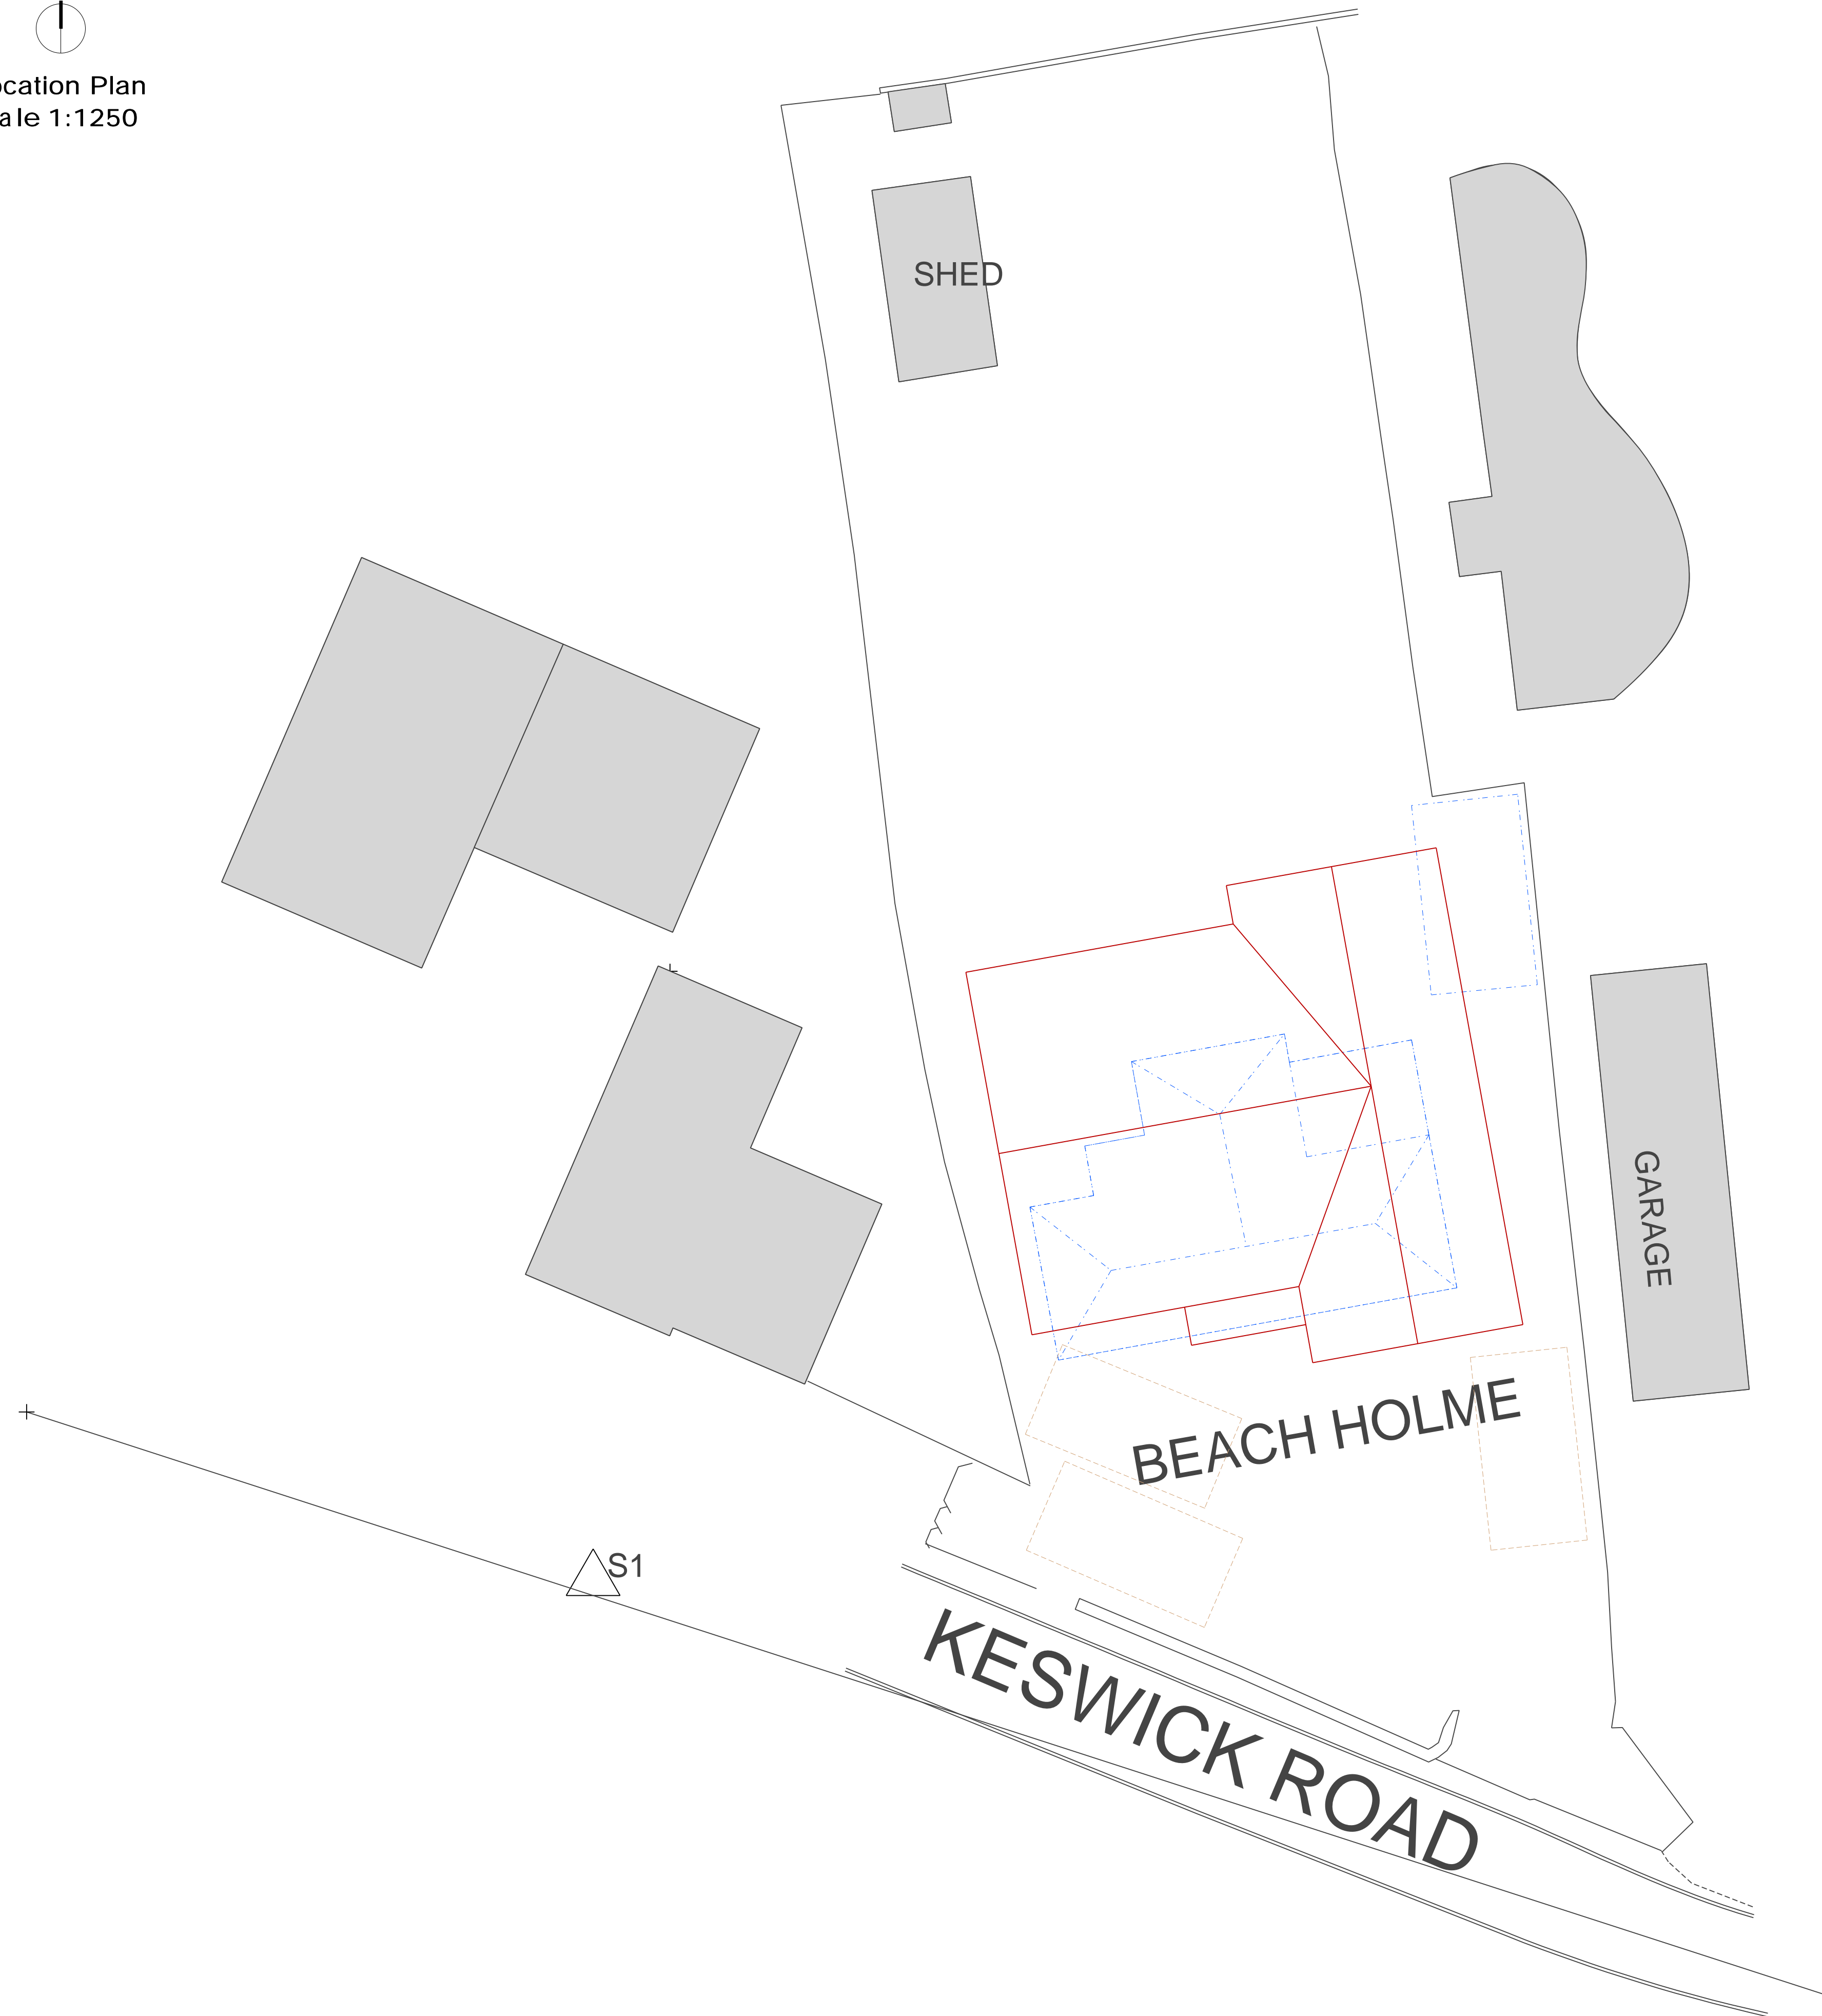 ocation Plan
ale 1:1250
SHED
GARAGE
BEACH HOLME
S1
KESWICK ROAD